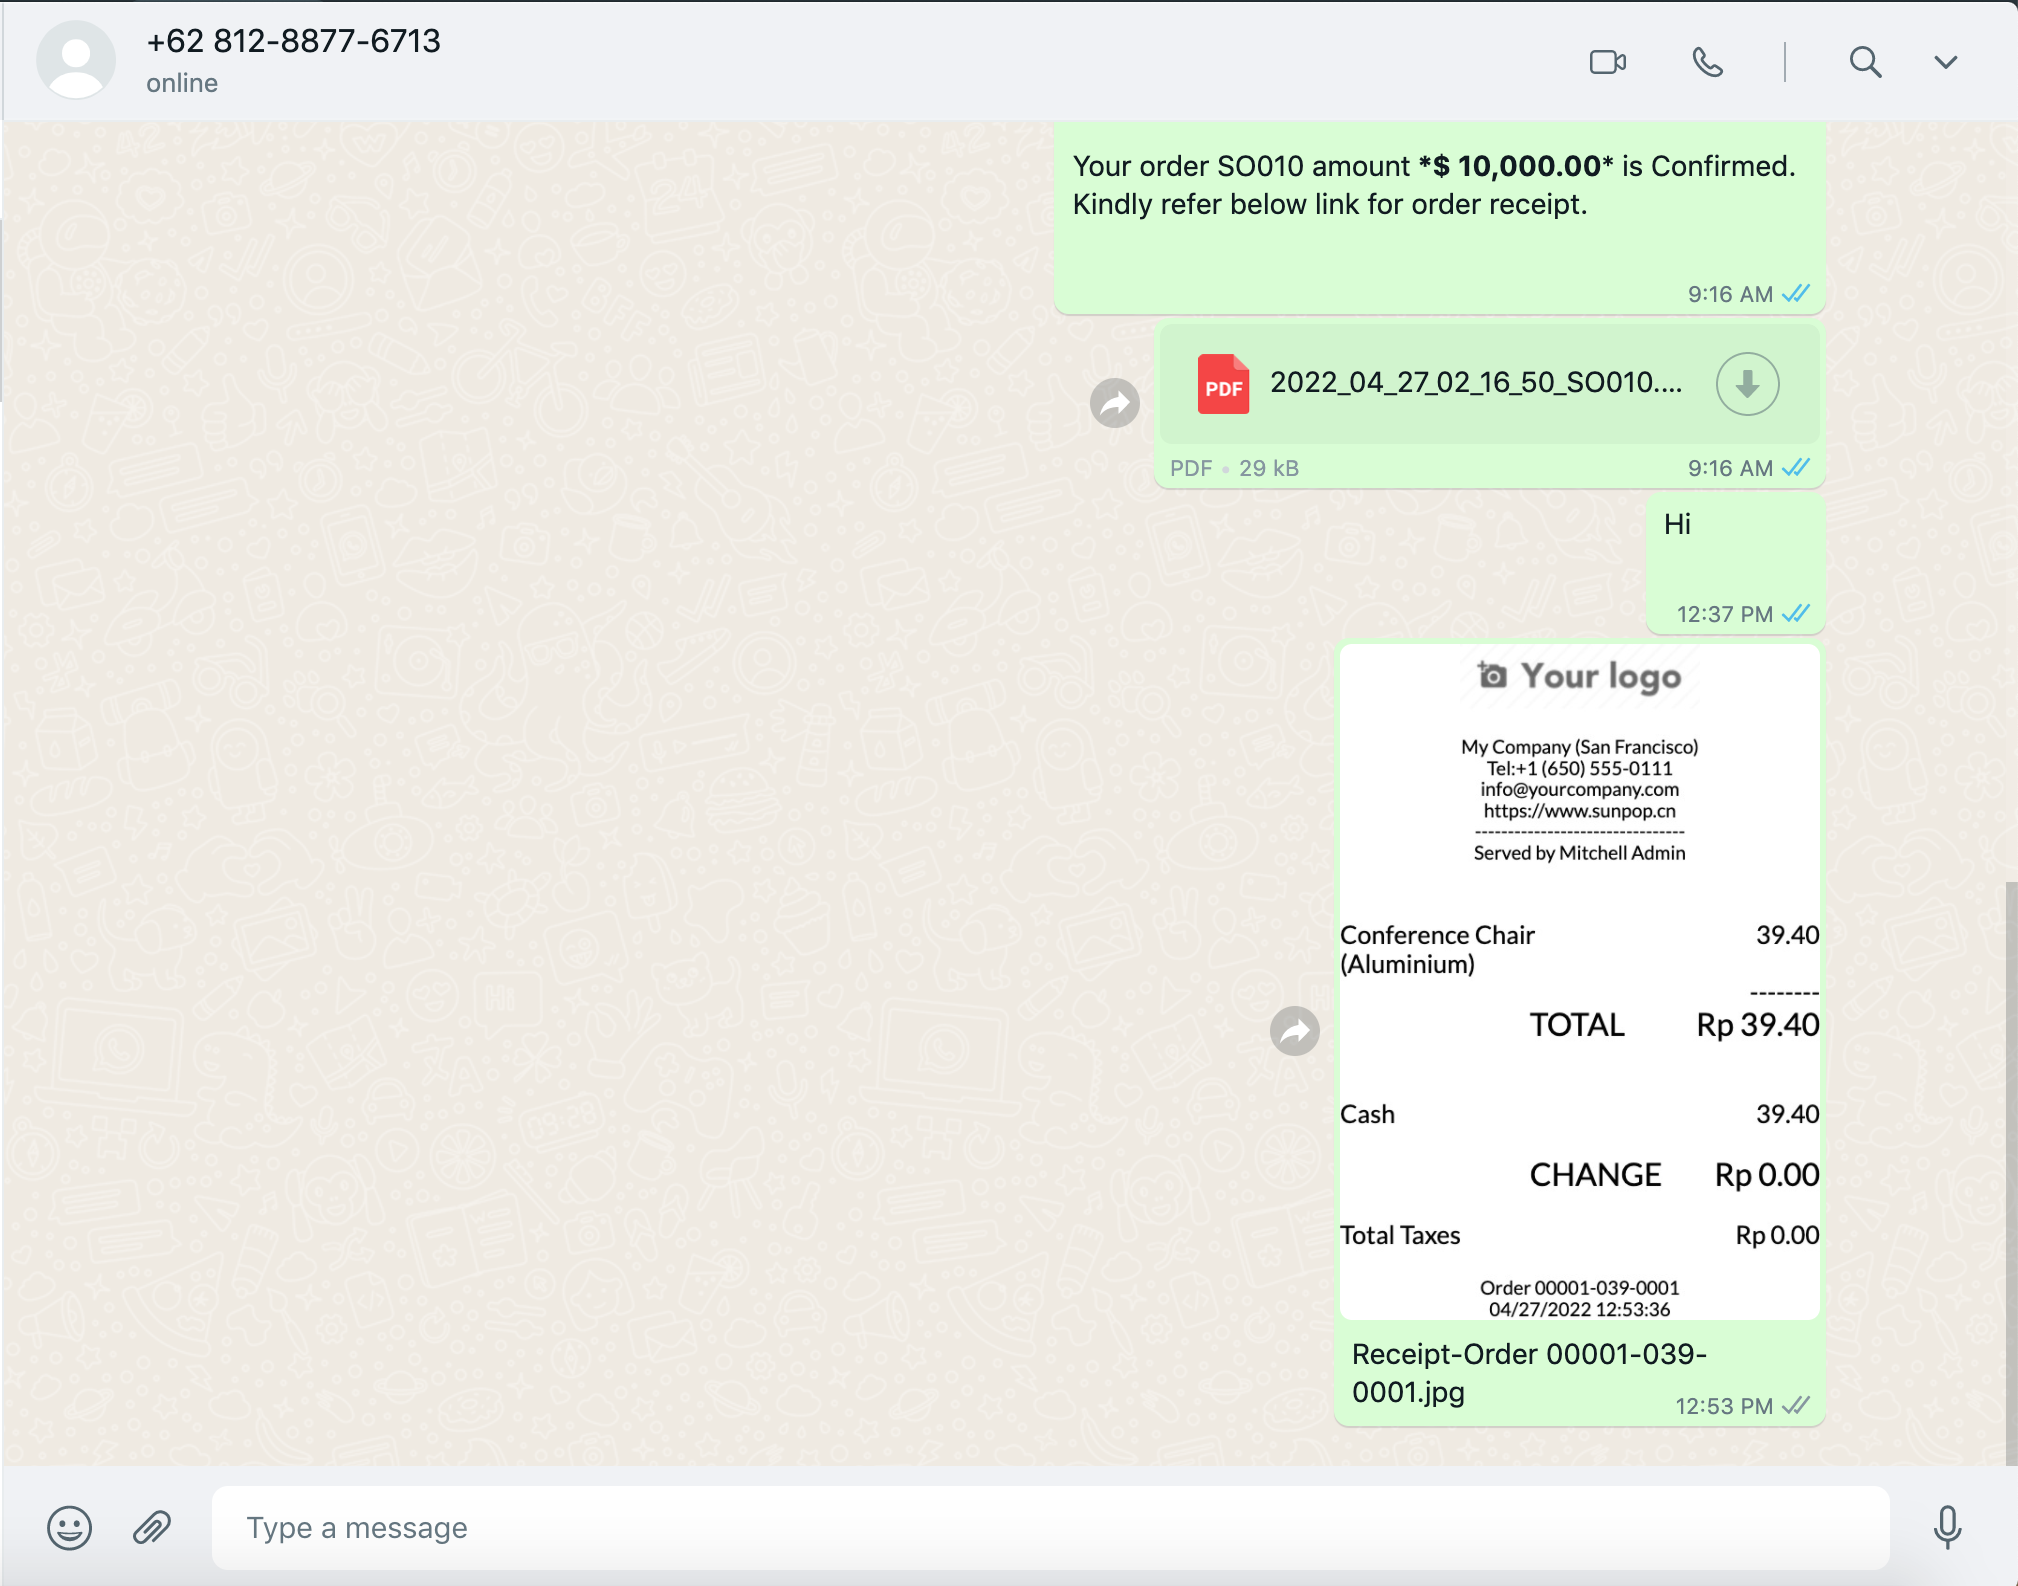 +62 812-8877-6713
online
Your order SO010 amount *$ 10,000.00* is Confirmed.
Kindly refer below link for order receipt.
9:16 AM
PDF
2022_04_27_02_16_50_SO010....
PDF • 29 kB
9:16 AM
Hi
12:37 PM
Your logo
My Company (San Francisco)
Tel:+1 (650) 555-0111
info@yourcompany.com
https://www.sunpop.cn
--------------------------------
Served by Mitchell Admin
Conference Chair 39.40
(Aluminium)
--------
TOTAL Rp 39.40
Cash 39.40
CHANGE Rp 0.00
Total Taxes Rp 0.00
Order 00001-039-0001
04/27/2022 12:53:36
Receipt-Order 00001-039-
0001.jpg
12:53 PM
Type a message